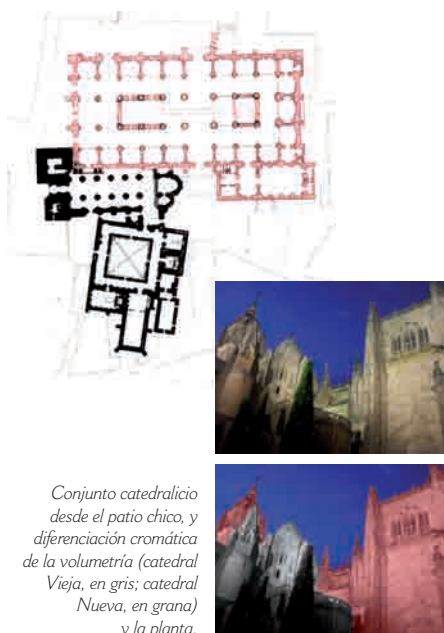 Conjunto catedralicio
desde el patio chico, y
diferenciación cromática
de la volumetría (catedral
Vieja, en gris; catedral
Nueva, en grana)
y la planta.